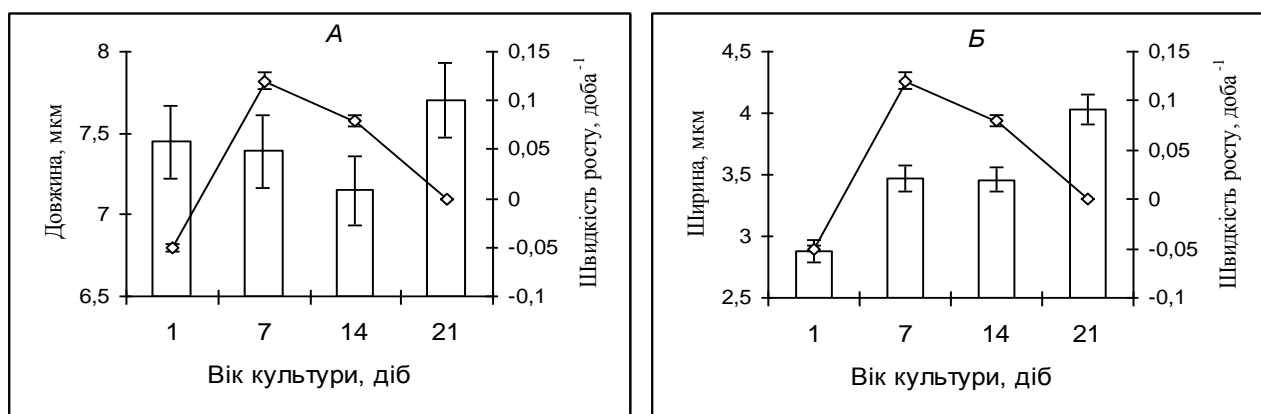 А
Довжина, мкм
8
7,5
7
6,5
0,15
0,1
0,05
0
-0,05
-0,1
Швидкість росту, доба-1
1 7 14 21
Вік культури, діб
Б
Ширина, мкм
4,5
4
3,5
3
2,5
0,15
0,1
0,05
0
-0,05
-0,1
Швидкість росту, доба-1
1 7 14 21
Вік культури, діб